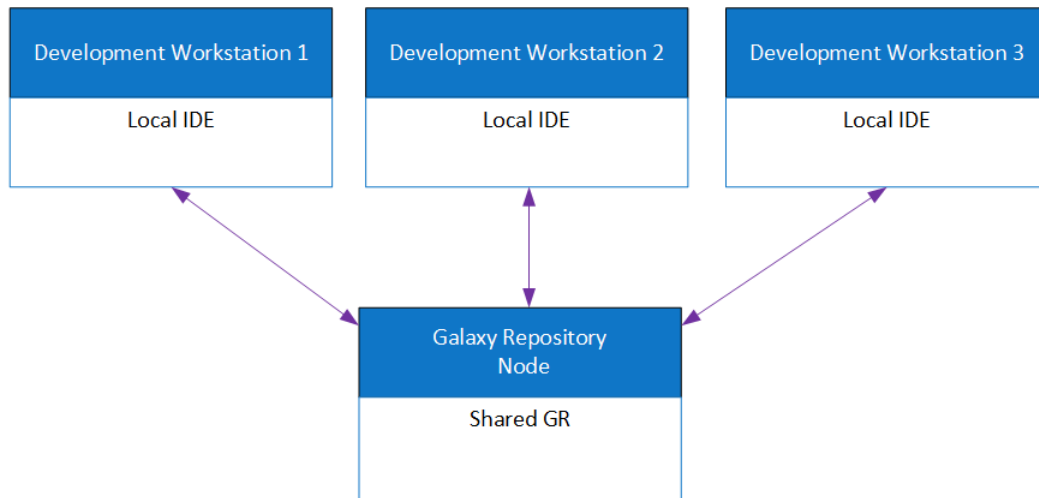 Development Workstation 1
Local IDE
Development Workstation 2
Local IDE
Development Workstation 3
Local IDE
Galaxy Repository
Node
Shared GR